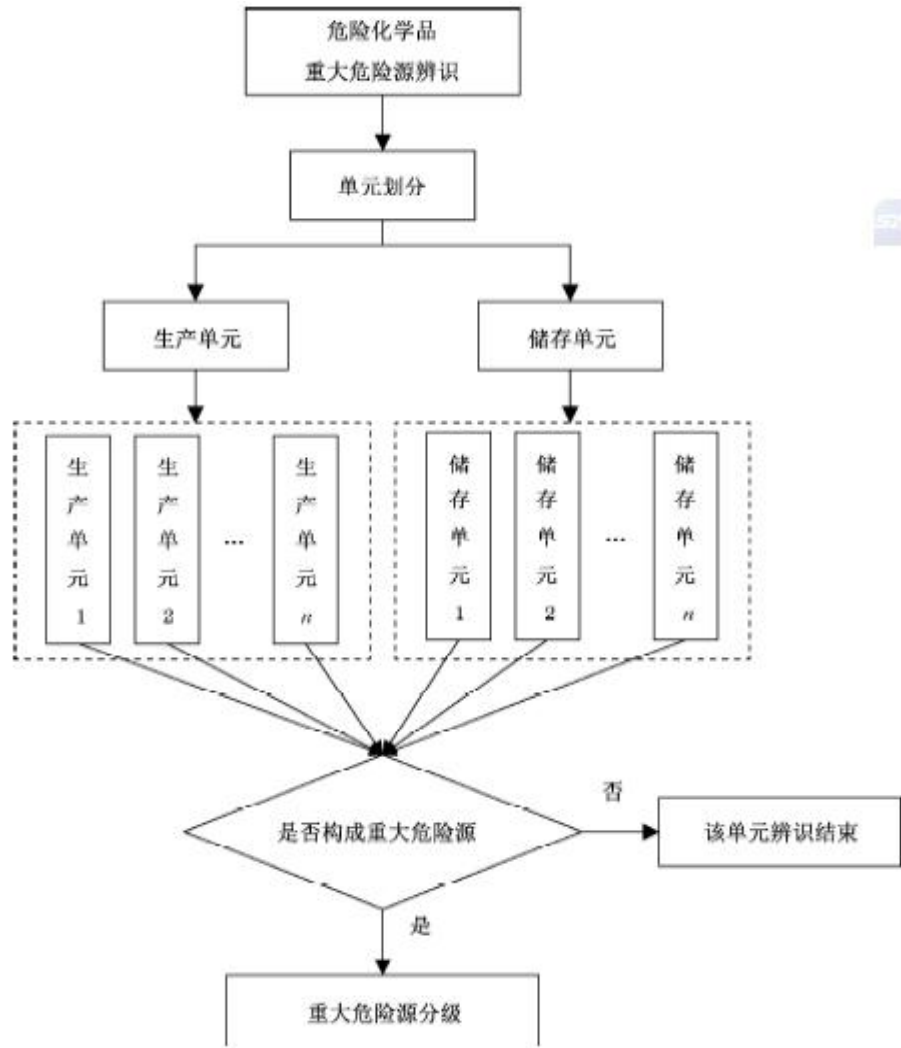 危险化学品
重大危险源辨识
单元划分
生产单元
储存单元
生产单元1
生产单元2
...
生产单元n
储存单元1
储存单元2
...
储存单元n
是否构成重大危险源
否
该单元辨识结束
是
重大危险源分级